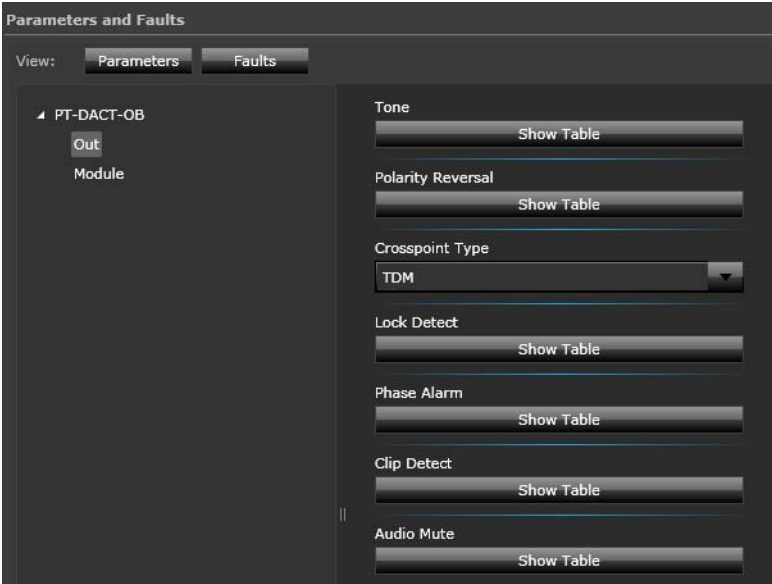 Parameters and Faults
View: Parameters Faults
PT-DACT-OB
Out
Module
Tone
Show Table
Polarity Reversal
Show Table
Crosspoint Type
TDM
Lock Detect
Show Table
Phase Alarm
Show Table
Clip Detect
Show Table
Audio Mute
Show Table